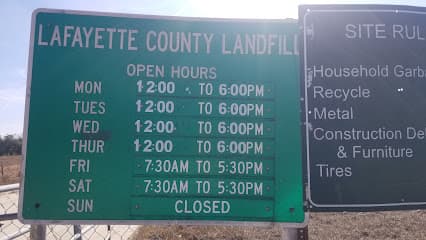 LAFAYETTE COUNTY LANDFILL
OPEN HOURS
MON 12:00 TO 6:00PM
TUES 12:00 TO 6:00PM
WED 12:00 TO 6:00PM
THUR 12:00 TO 6:00PM
FRI 7:30AM TO 5:30PM
SAT 7:30AM TO 5:30PM
SUN CLOSED
SITE RUL
Household Garb
Recycle
Metal
Construction De
& Furniture
Tires